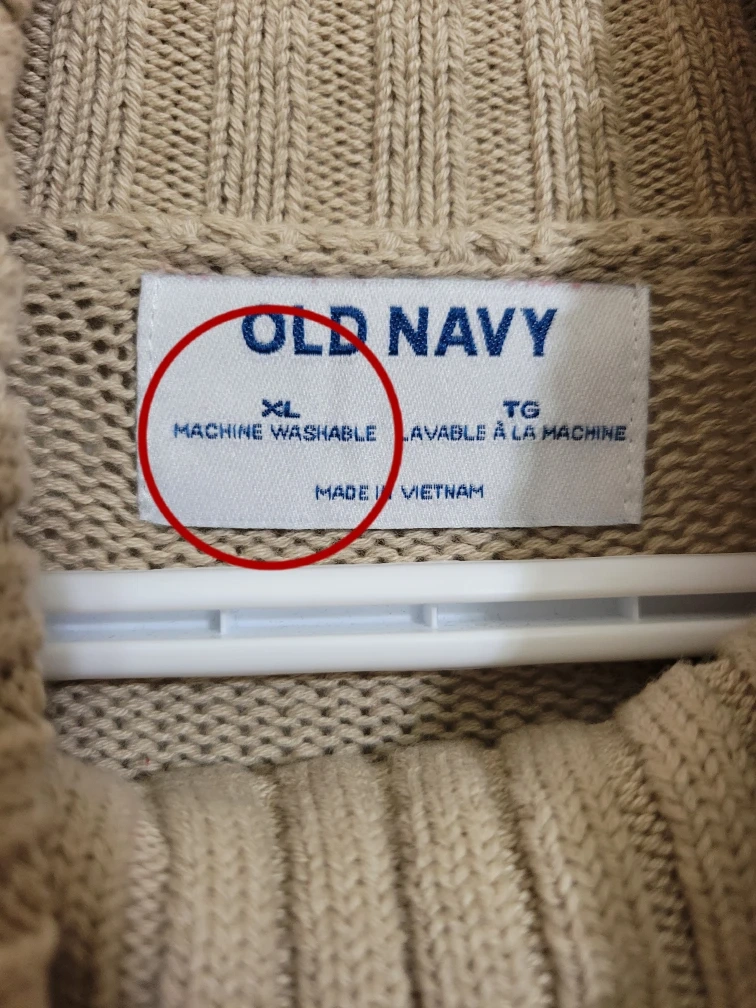 OLD NAVY
XL TG
MACHINE WASHABLE LAVABLE À LA MACHINE
MADE IN VIETNAM